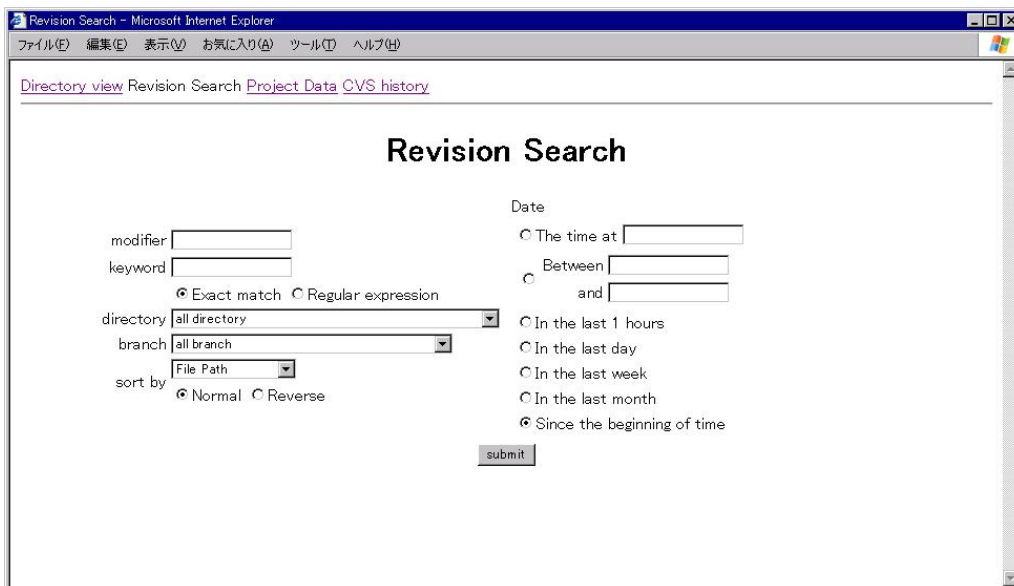 Revision Search - Microsoft Internet Explorer
ファイル(F) 編集(E) 表示(V) お気に入り(A) ツール(T) ヘルプ(H)
Directory view Revision Search Project Data CVS history
Revision Search
modifier
keyword
Exact match Regular expression
directory all directory
branch all branch
sort by File Path
Normal Reverse
Date
The time at
Between
and
In the last 1 hours
In the last day
In the last week
In the last month
Since the beginning of time
submit